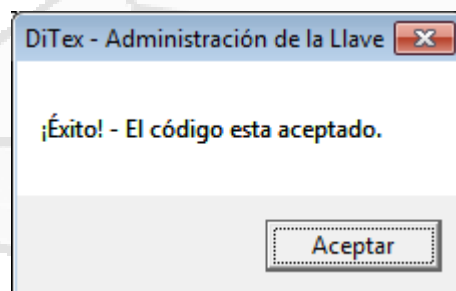 DiTex - Administración de la Llave
¡Éxito! - El código esta aceptado.
Aceptar